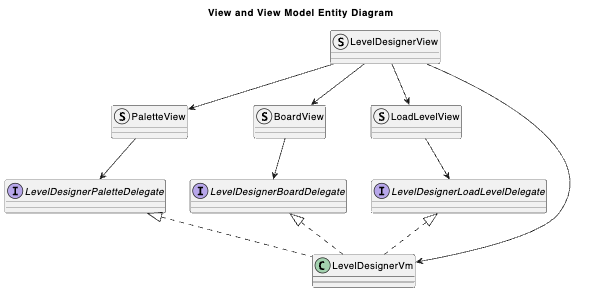 View and View Model Entity Diagram
S LevelDesignerView
S PaletteView
S BoardView
S LoadLevelView
I LevelDesignerPaletteDelegate
I LevelDesignerBoardDelegate
I LevelDesignerLoadLevelDelegate
C LevelDesignerVm